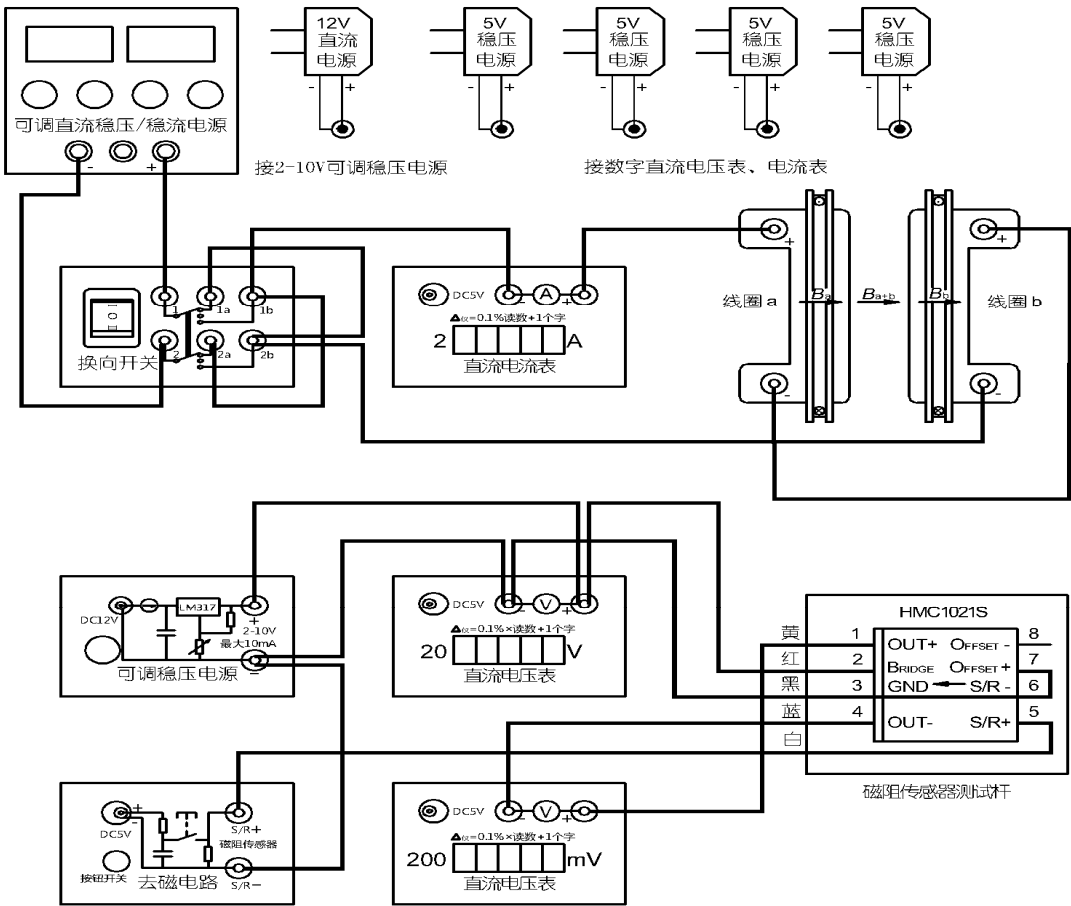 12V
直流
电源
- +
5V
稳压
电源
- +
5V
稳压
电源
- +
5V
稳压
电源
- +
5V
稳压
电源
- +
可调直流稳压/稳流电源
- +
接2-10V可调稳压电源
接数字直流电压表、电流表
1 1a 1b
I O II
2 2a 2b
换向开关
DC5V - A +
△仪=0.1%读数+1个字
2 A
直流电流表
+
线圈 a
Ba
Ba+b
Bb
+
线圈 b
-
-
DC12V
LM317
+
2-10V
最大10mA
-
可调稳压电源
DC5V - V +
△仪=0.1%×读数+1个字
20 V
直流电压表
HMC1021S
黄 1 OUT+ OFFSET - 8
红 2 BRIDGE OFFSET + 7
黑 3 GND S/R - 6
蓝 4 OUT- S/R+ 5
白
磁阻传感器测试杆
+
-
DC5V
S/R+
磁阻传感器
按钮开关
去磁电路
S/R-
DC5V - V +
△仪=0.1%×读数+1个字
200 mV
直流电压表